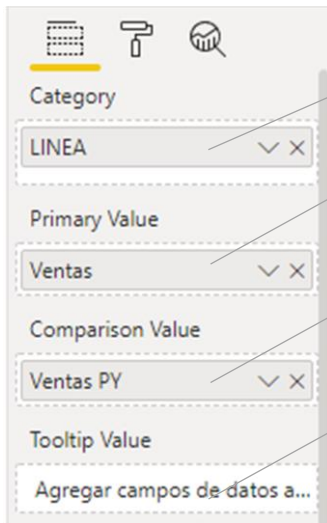 Category
LINEA
Primary Value
Ventas
Comparison Value
Ventas PY
Tooltip Value
Agregar campos de datos a...